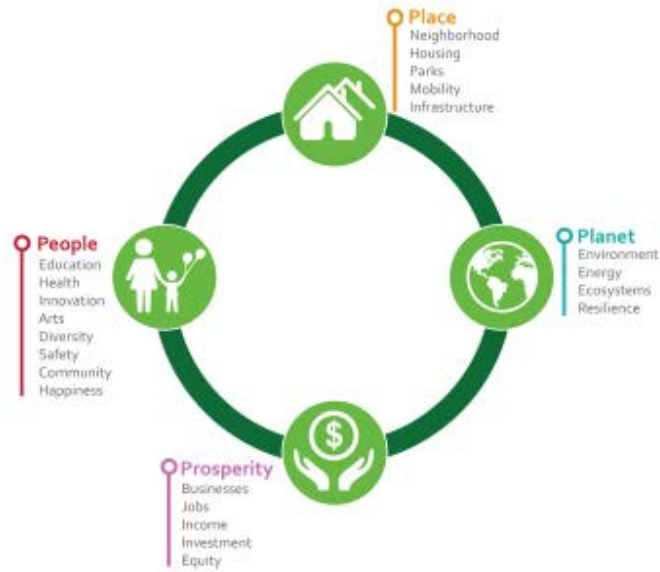 Place
Neighborhood
Housing
Parks
Mobility
Infrastructure
People
Education
Health
Innovation
Arts
Diversity
Safety
Community
Happiness
Planet
Environment
Energy
Ecosystems
Resilience
$
Prosperity
Businesses
Jobs
Income
Investment
Equity